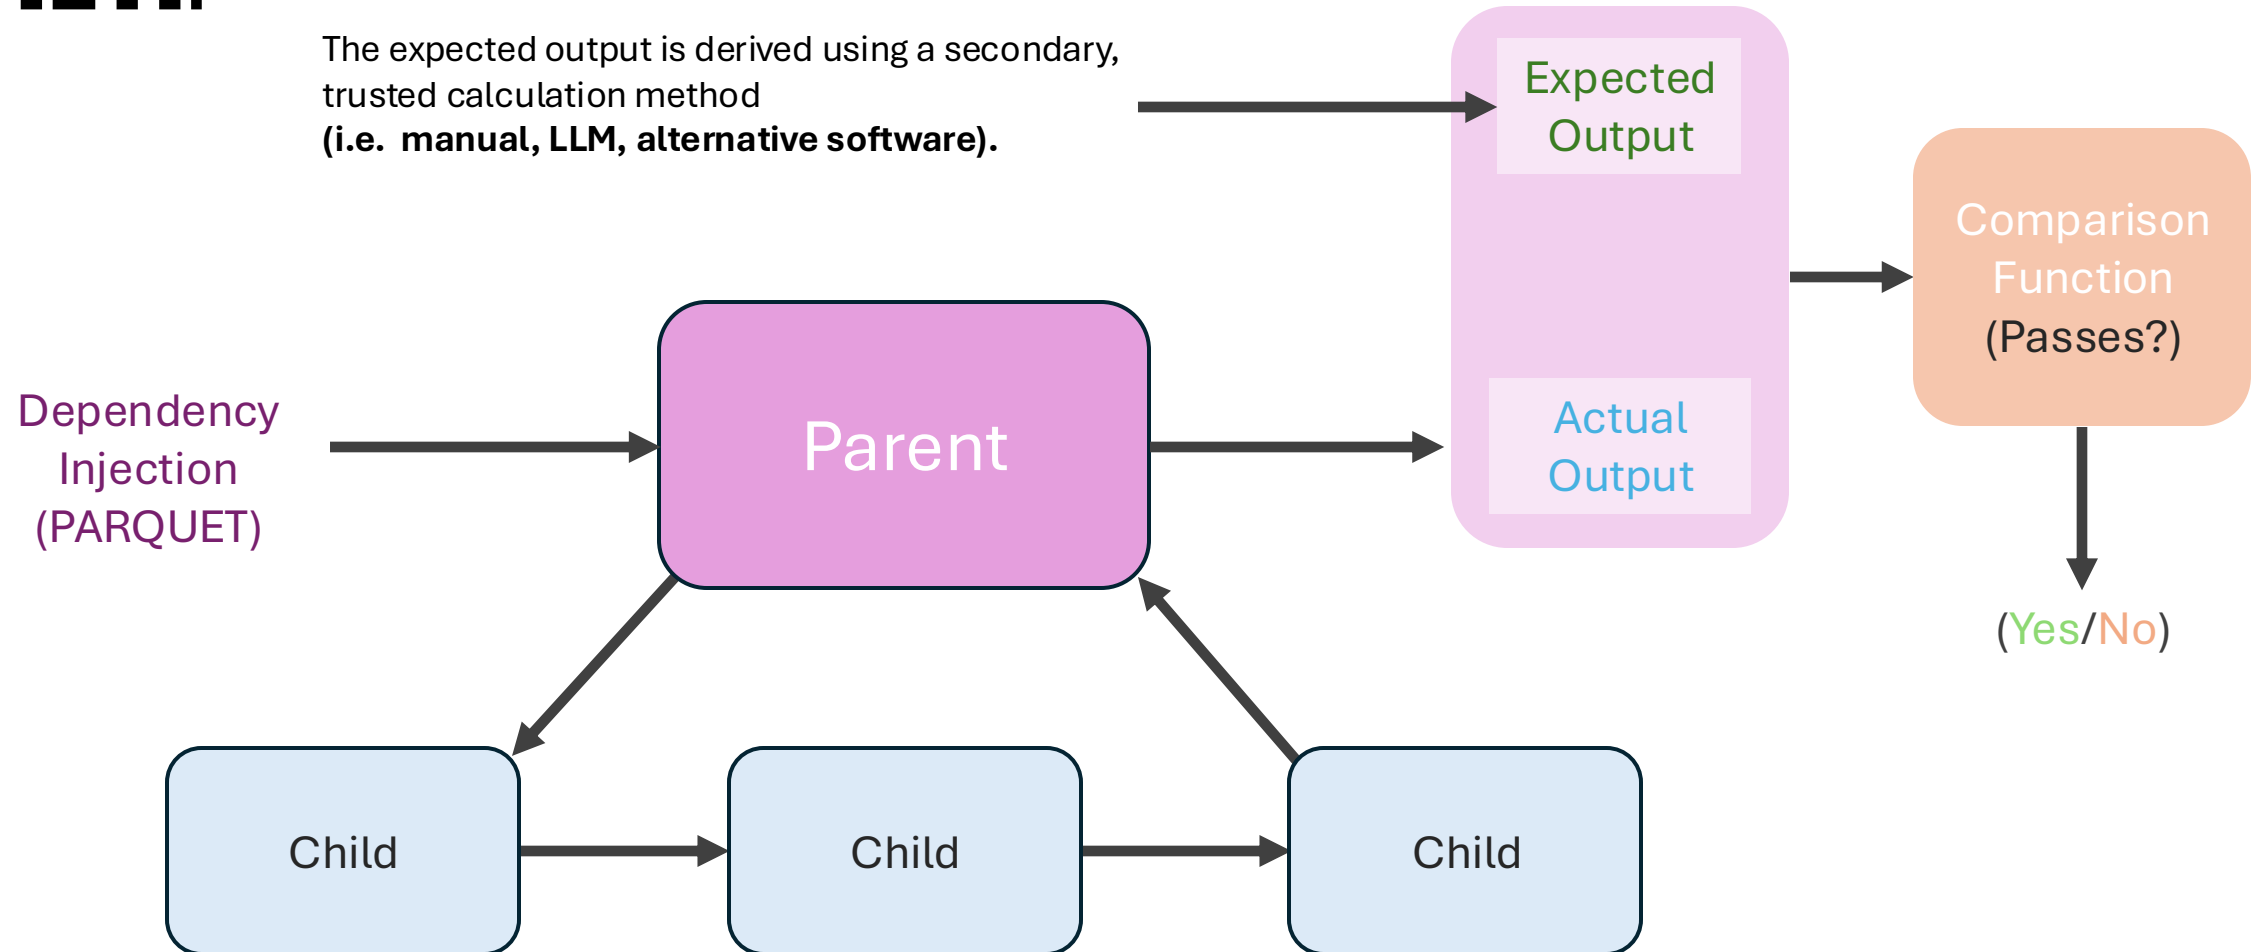 The expected output is derived using a secondary,
trusted calculation method
(i.e. manual, LLM, alternative software).
Expected
Output
Comparison
Function
(Passes?)
Dependency
Injection
(PARQUET)
Parent
Actual
Output
(Yes/No)
Child
Child
Child